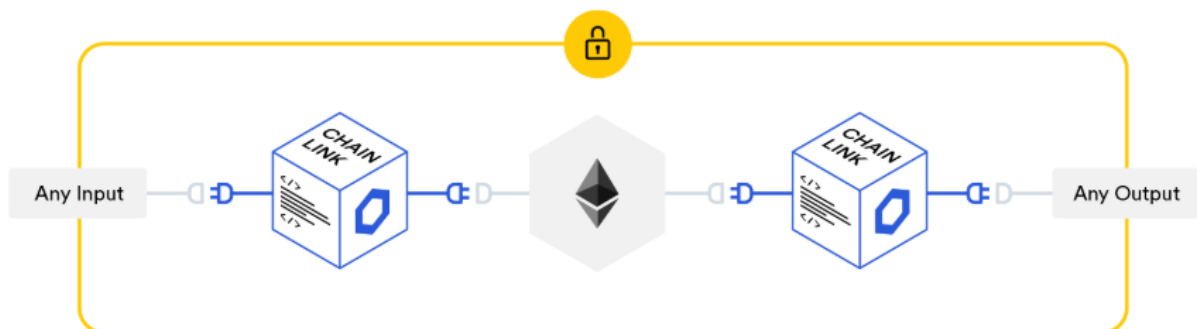 Any Input
CHAIN
LINK
<!>
<!>
CHAIN
LINK
<!>
<!>
Any Output